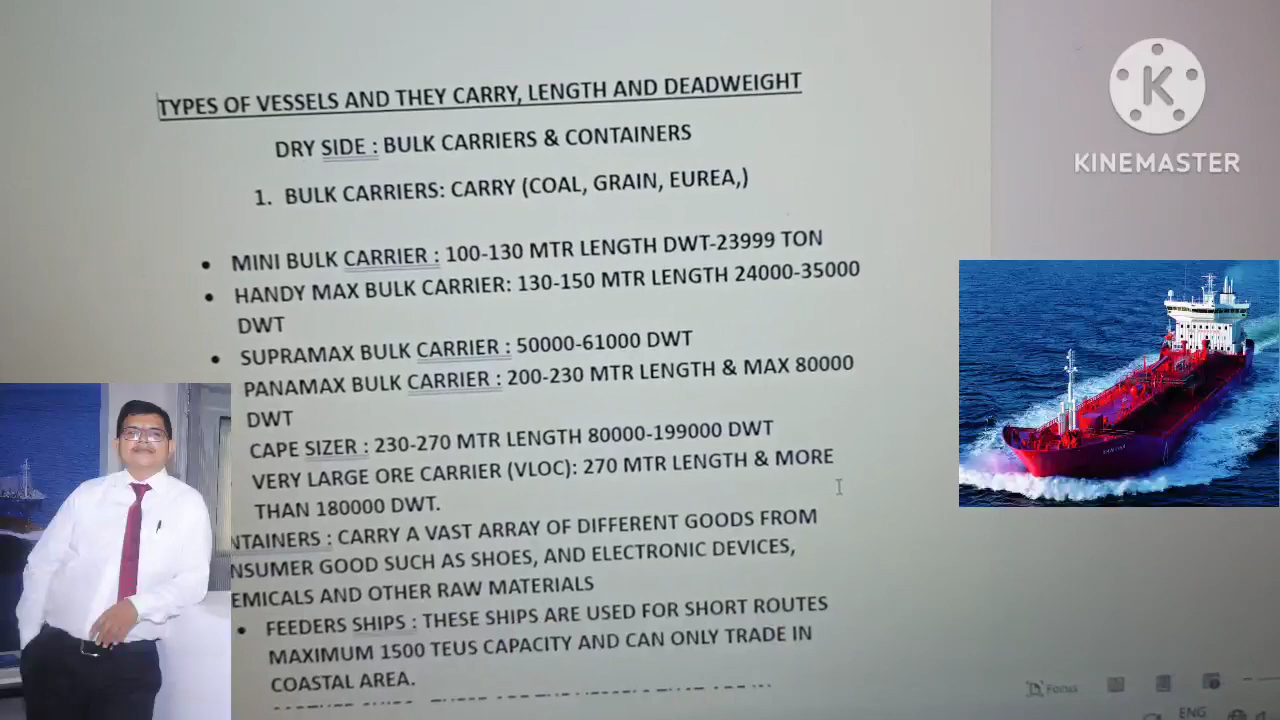 TYPES OF VESSELS AND THEY CARRY, LENGTH AND DEADWEIGHT
DRY SIDE : BULK CARRIERS & CONTAINERS
1. BULK CARRIERS: CARRY (COAL, GRAIN, EUREA,)
• MINI BULK CARRIER : 100-130 MTR LENGTH DWT-23999 TON
• HANDY MAX BULK CARRIER: 130-150 MTR LENGTH 24000-35000
DWT
• SUPRAMAX BULK CARRIER : 50000-61000 DWT
PANAMAX BULK CARRIER : 200-230 MTR LENGTH & MAX 80000
DWT
CAPE SIZER : 230-270 MTR LENGTH 80000-199000 DWT
VERY LARGE ORE CARRIER (VLOC): 270 MTR LENGTH & MORE
THAN 180000 DWT.
NTAINERS : CARRY A VAST ARRAY OF DIFFERENT GOODS FROM
NSUMER GOOD SUCH AS SHOES, AND ELECTRONIC DEVICES,
EMICALS AND OTHER RAW MATERIALS
• FEEDERS SHIPS : THESE SHIPS ARE USED FOR SHORT ROUTES
MAXIMUM 1500 TEUS CAPACITY AND CAN ONLY TRADE IN
COASTAL AREA.
Focus
ENG
K
KINEMASTER